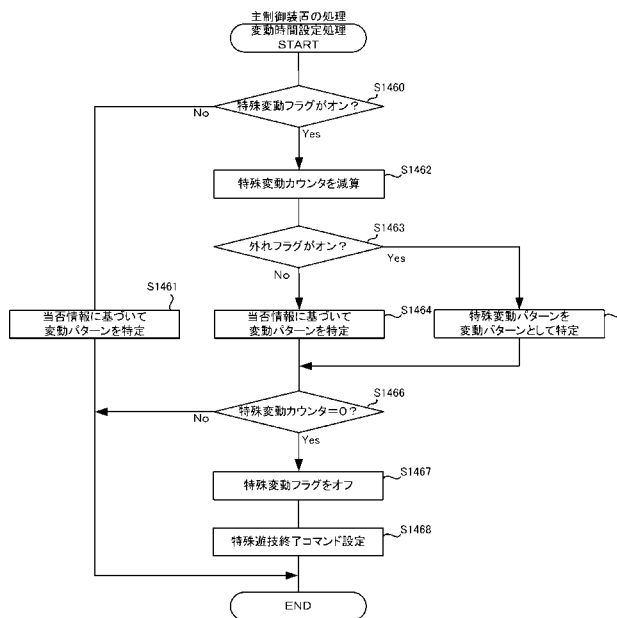 主制御装置の処理
変動時間設定処理
START
S1460
特殊変動フラグがオン?
No
Yes
S1462
特殊変動カウンタを減算
S1463
外れフラグがオン?
Yes
No
S1461
当否情報に基づいて
変動パターンを特定
S1464
当否情報に基づいて
変動パターンを特定
特殊変動パターンを
変動パターンとして特定
S1466
特殊変動カウンター=0?
No
Yes
S1467
特殊変動フラグをオフ
S1468
特殊遊技終了コマンド設定
END